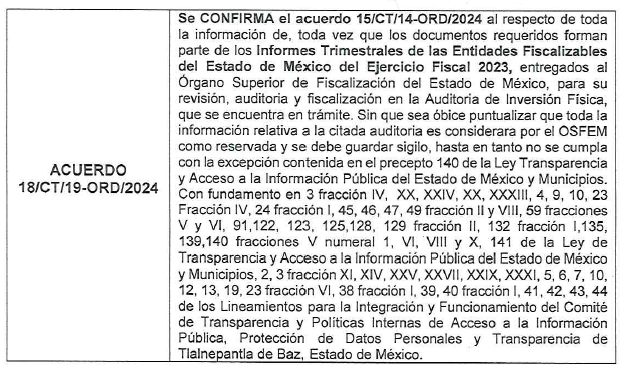 ACUERDO
18/CT/19-ORD/2024
Se CONFIRMA el acuerdo 15/CT/14-ORD/2024 al respecto de toda
la información de, toda vez que los documentos requeridos forman
parte de los Informes Trimestrales de las Entidades Fiscalizables
del Estado de México del Ejercicio Fiscal 2023, entregados al
Órgano Superior de Fiscalización del Estado de México, para su
revisión, auditoria y fiscalización en la Auditoria de Inversión Física,
que se encuentra en trámite. Sin que sea óbice puntualizar que toda la
información relativa a la citada auditoria es considerara por el OSFEM
como reservada y se debe guardar sigilo, hasta en tanto no se cumpla
con la excepción contenida en el precepto 140 de la Ley Transparencia
y Acceso a la Información Pública del Estado de México y Municipios.
Con fundamento en 3 fracción IV, XX, XXIV, XX, XXXIII, 4, 9, 10, 23
Fracción IV, 24 fracción I, 45, 46, 47, 49 fracción II y VIII, 59 fracciones
V y VI, 91,122, 123, 125,128, 129 fracción II, 132 fracción I,135,
139,140 fracciones V numeral 1, VI, VIII y X, 141 de la Ley de
Transparencia y Acceso a la Información Pública del Estado de México
y Municipios, 2, 3 fracción XI, XIV, XXV, XXVII, XXIX, XXXI, 5, 6, 7, 10,
12, 13, 19, 23 fracción VI, 38 fracción I, 39, 40 fracción I, 41, 42, 43, 44
de los Lineamientos para la Integración y Funcionamiento del Comité
de Transparencia y Políticas Internas de Acceso a la Información
Pública, Protección de Datos Personales y Transparencia de
Tlalnepantla de Baz, Estado de México.